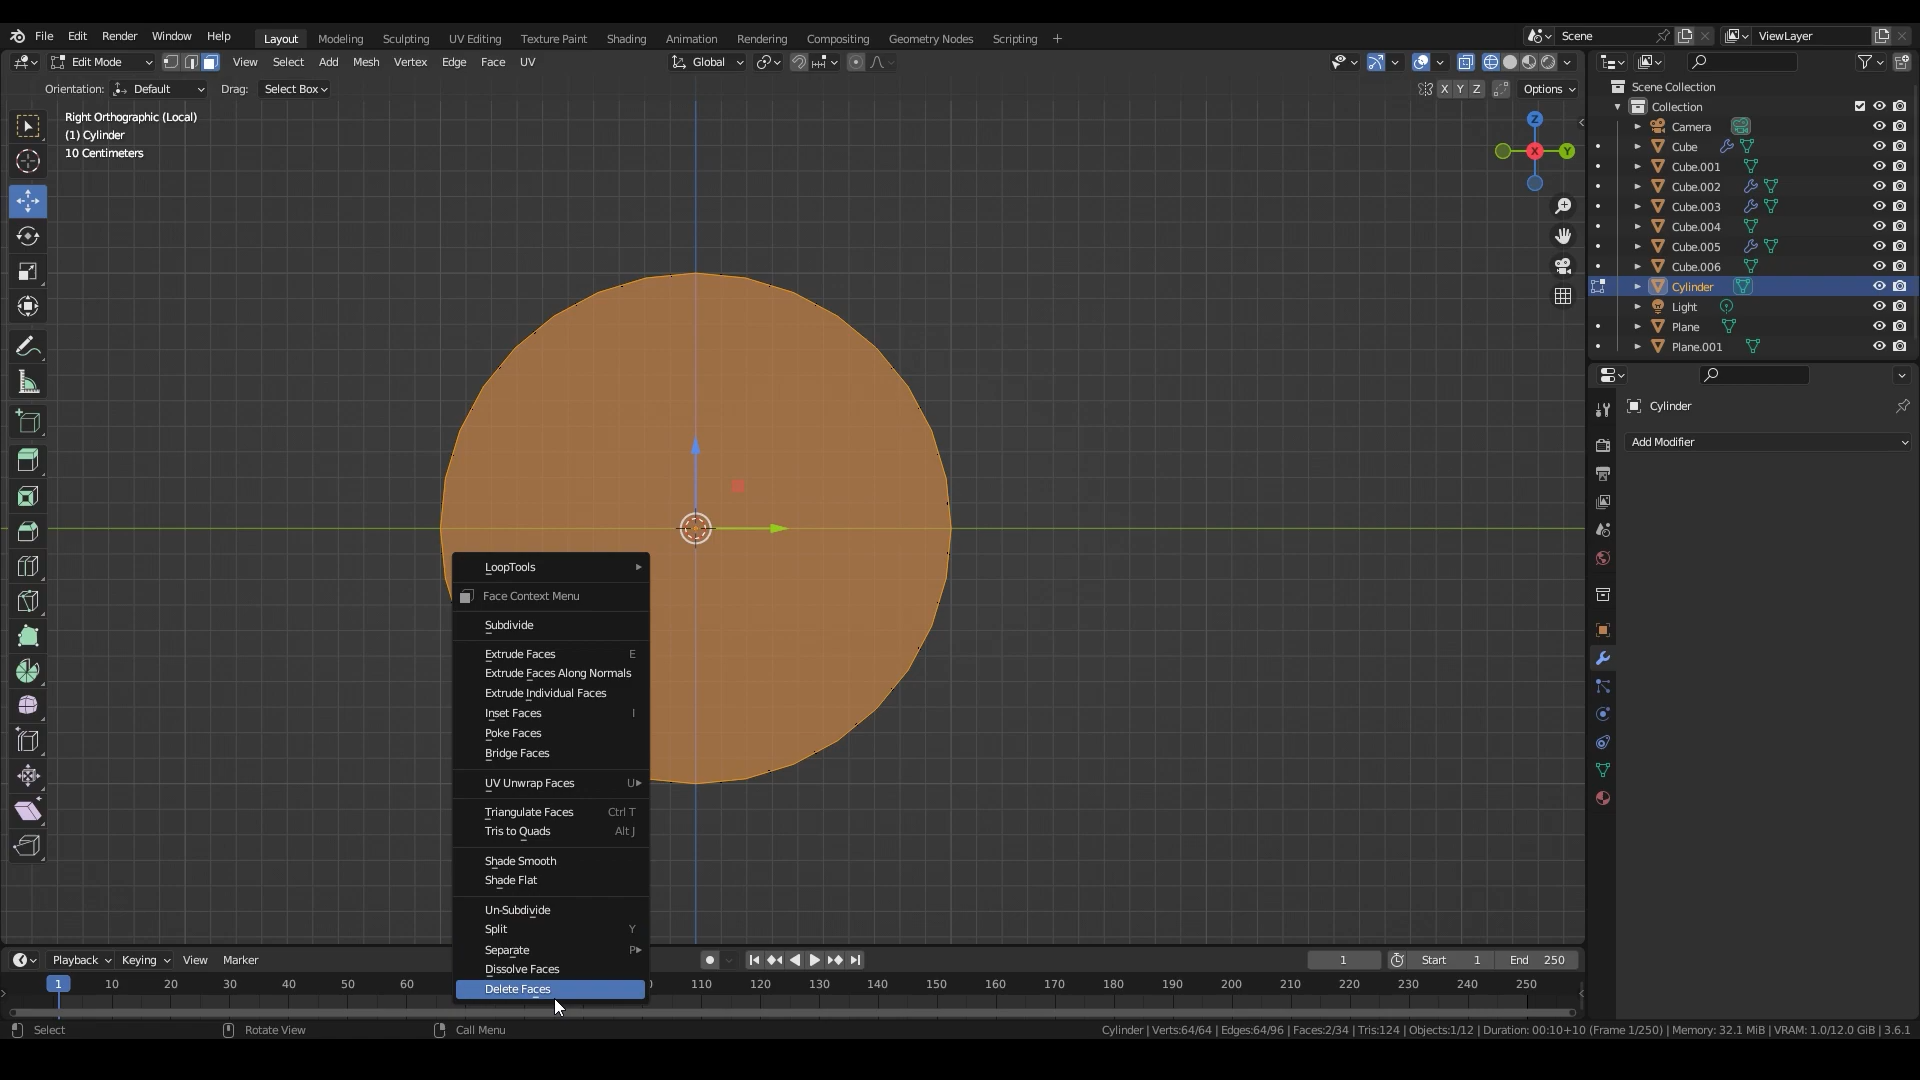 File Edit Render Window Help Layout Modeling Sculpting UV Editing Texture Paint Shading Animation Rendering Compositing Geometry Nodes Scripting + Scene ViewLayer
Edit Mode View Select Add Mesh Vertex Edge Face UV Global
Orientation: Default Drag: Select Box X Y Z Options
Right Orthographic (Local)
(1) Cylinder
10 Centimeters
Z
X
Y
Scene Collection
Collection
Camera
Cube
Cube.001
Cube.002
Cube.003
Cube.004
Cube.005
Cube.006
Cylinder
Light
Plane
Plane.001
Cylinder
Add Modifier
LoopTools
Face Context Menu
Subdivide
Extrude Faces E
Extrude Faces Along Normals
Extrude Individual Faces
Inset Faces I
Poke Faces
Bridge Faces
UV Unwrap Faces U
Triangulate Faces Ctrl T
Tris to Quads Alt J
Shade Smooth
Shade Flat
Un-Subdivide
Split Y
Separate P
Dissolve Faces
Delete Faces
Playback Keying View Marker 1 Start 1 End 250
1 10 20 30 40 50 60 110 120 130 140 150 160 170 180 190 200 210 220 230 240 250
Select Rotate View Call Menu Cylinder | Verts:64/64 | Edges:64/96 | Faces:2/34 | Tris:124 | Objects:1/12 | Duration: 00:10+10 (Frame 1/250) | Memory: 32.1 MiB | VRAM: 1.0/12.0 GiB | 3.6.1